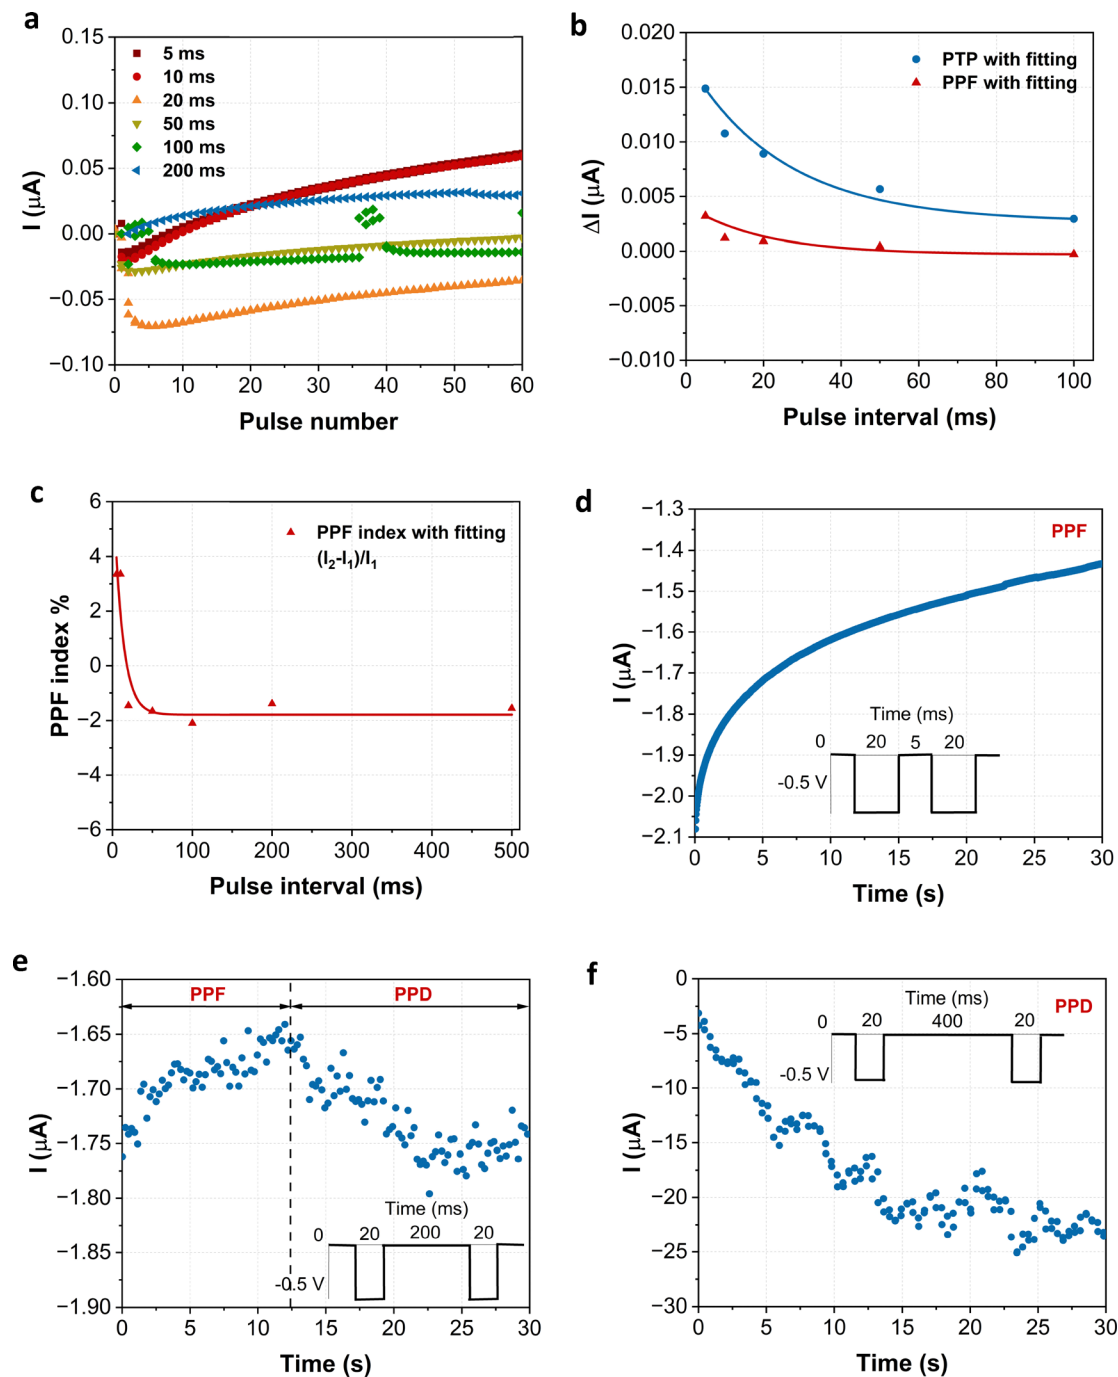 a
0.15
0.10
0.05
0.00
−0.05
−0.10
I (μA)
5 ms
10 ms
20 ms
50 ms
100 ms
200 ms
0 10 20 30 40 50 60
Pulse number
b
0.020
0.015
0.010
0.005
0.000
−0.005
−0.010
ΔI (μA)
PTP with fitting
PPF with fitting
0 20 40 60 80 100
Pulse interval (ms)
c
6
4
2
0
−2
−4
−6
PPF index %
PPF index with fitting
(I₂-I₁)/I₁
0 100 200 300 400 500
Pulse interval (ms)
d
−1.3
−1.4
−1.5
−1.6
−1.7
−1.8
−1.9
−2.0
−2.1
I (μA)
PPF
Time (ms)
0 20 5 20
-0.5 V
0 5 10 15 20 25 30
Time (s)
e
−1.60
−1.65
−1.70
−1.75
−1.80
−1.85
−1.90
I (μA)
PPF PPD
Time (ms)
0 20 200 20
-0.5 V
0 5 10 15 20 25 30
Time (s)
f
0
−5
−10
−15
−20
−25
−30
I (μA)
Time (ms)
PPD
0 20 400 20
-0.5 V
0 5 10 15 20 25 30
Time (s)